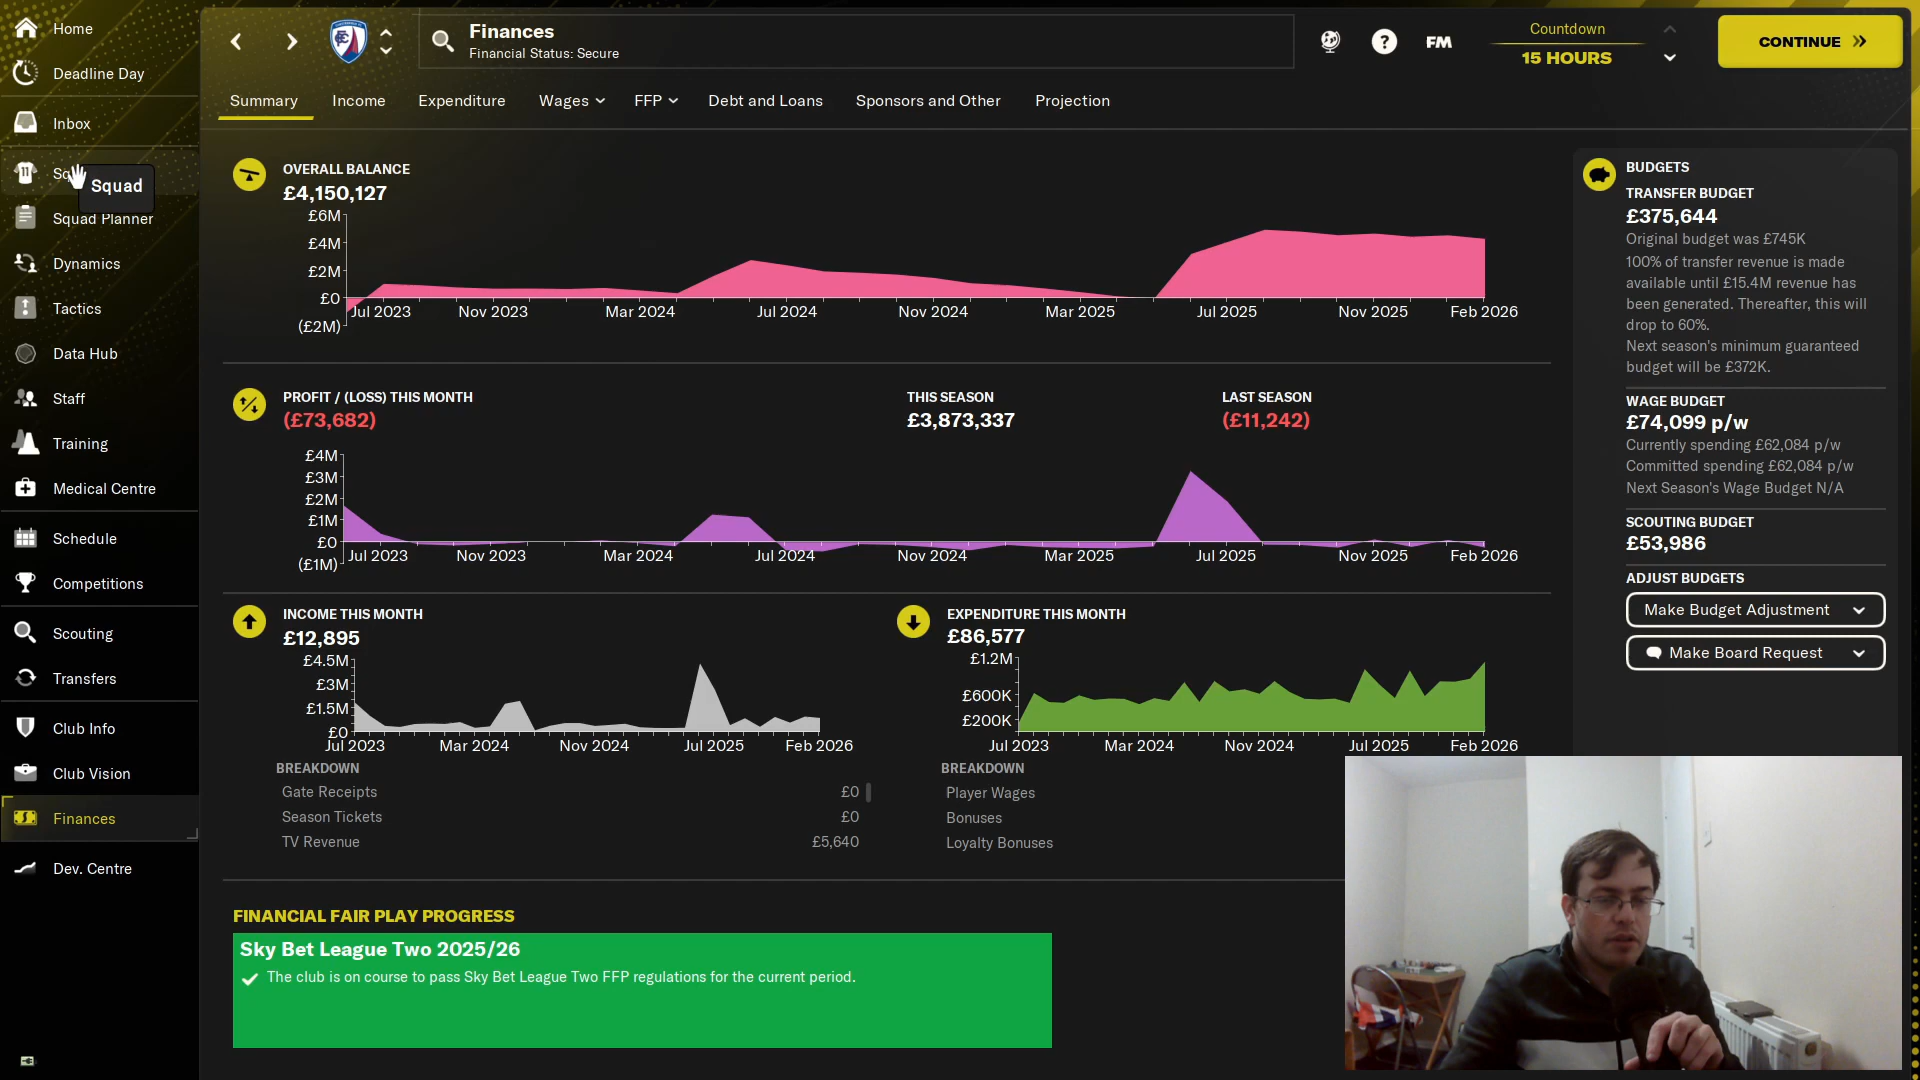 Home
Deadline Day
Inbox
Squad
Squad Planner
Dynamics
Tactics
Data Hub
Staff
Training
Medical Centre
Schedule
Competitions
Scouting
Transfers
Club Info
Club Vision
Finances
Dev. Centre
Finances
Financial Status: Secure
?
FM
Countdown
15 HOURS
CONTINUE
Summary
Income
Expenditure
Wages
FFP
Debt and Loans
Sponsors and Other
Projection
OVERALL BALANCE
£4,150,127
£6M
£4M
£2M
£0
(£2M)
Jul 2023 Nov 2023 Mar 2024 Jul 2024 Nov 2024 Mar 2025 Jul 2025 Nov 2025 Feb 2026
PROFIT / (LOSS) THIS MONTH
(£73,682)
THIS SEASON
£3,873,337
LAST SEASON
(£11,242)
£4M
£3M
£2M
£1M
£0
(£1M)
Jul 2023 Nov 2023 Mar 2024 Jul 2024 Nov 2024 Mar 2025 Jul 2025 Nov 2025 Feb 2026
INCOME THIS MONTH
£12,895
£4.5M
£3M
£1.5M
£0
Jul 2023 Mar 2024 Nov 2024 Jul 2025 Feb 2026
BREAKDOWN
Gate Receipts £0
Season Tickets £0
TV Revenue £5,640
EXPENDITURE THIS MONTH
£86,577
£1.2M
£600K
£200K
Jul 2023 Mar 2024 Nov 2024 Jul 2025 Feb 2026
BREAKDOWN
Player Wages
Bonuses
Loyalty Bonuses
FINANCIAL FAIR PLAY PROGRESS
Sky Bet League Two 2025/26
The club is on course to pass Sky Bet League Two FFP regulations for the current period.
BUDGETS
TRANSFER BUDGET
£375,644
Original budget was £745K
100% of transfer revenue is made
available until £15.4M revenue has
been generated. Thereafter, this will
drop to 60%.
Next season's minimum guaranteed
budget will be £372K.
WAGE BUDGET
£74,099 p/w
Currently spending £62,084 p/w
Committed spending £62,084 p/w
Next Season's Wage Budget N/A
SCOUTING BUDGET
£53,986
ADJUST BUDGETS
Make Budget Adjustment
Make Board Request